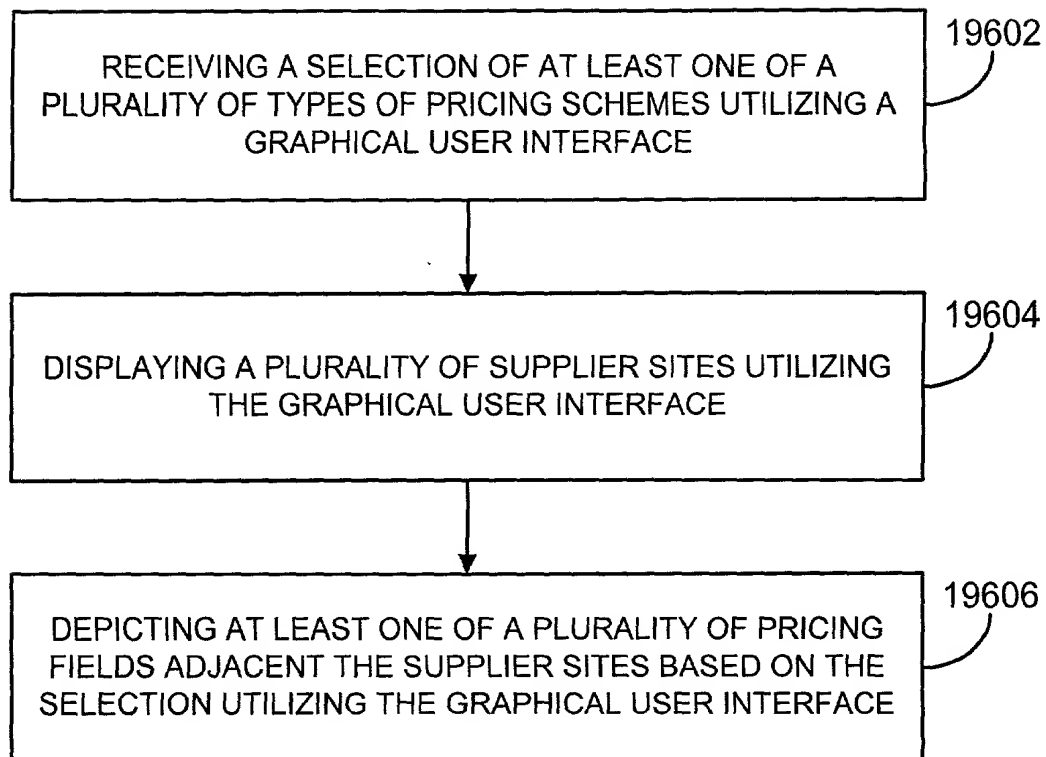 19602
RECEIVING A SELECTION OF AT LEAST ONE OF A
PLURALITY OF TYPES OF PRICING SCHEMES UTILIZING A
GRAPHICAL USER INTERFACE
19604
DISPLAYING A PLURALITY OF SUPPLIER SITES UTILIZING
THE GRAPHICAL USER INTERFACE
19606
DEPICTING AT LEAST ONE OF A PLURALITY OF PRICING
FIELDS ADJACENT THE SUPPLIER SITES BASED ON THE
SELECTION UTILIZING THE GRAPHICAL USER INTERFACE